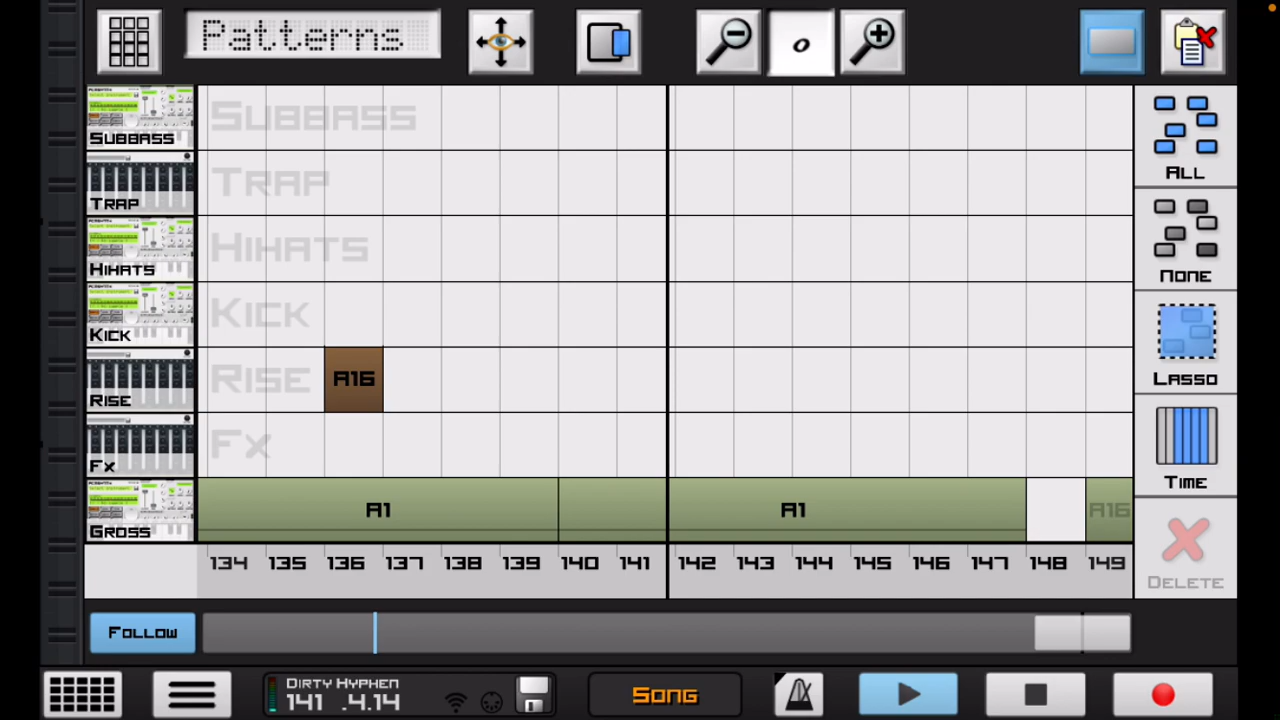 Patterns
o
SUBBASS
SUBBASS
TRAP
TRAP
HIHATS
HIHATS
KICK
KICK
RISE
RISE
A16
FX
FX
GROSS
A1
A1
A16
134 135 136 137 138 139 140 141 142 143 144 145 146 147 148 149
ALL
NONE
LASSO
TIME
DELETE
FOLLOW
DIRTY HYPHEN
141 .4.14
SONG